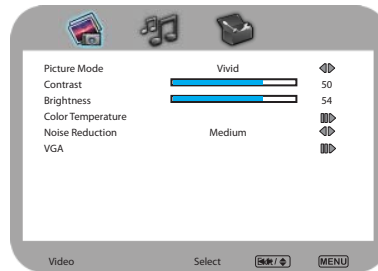 Picture Mode Vivid
Contrast 50
Brightness 54
Color Temperature
Noise Reduction Medium
VGA
Video Select MENU